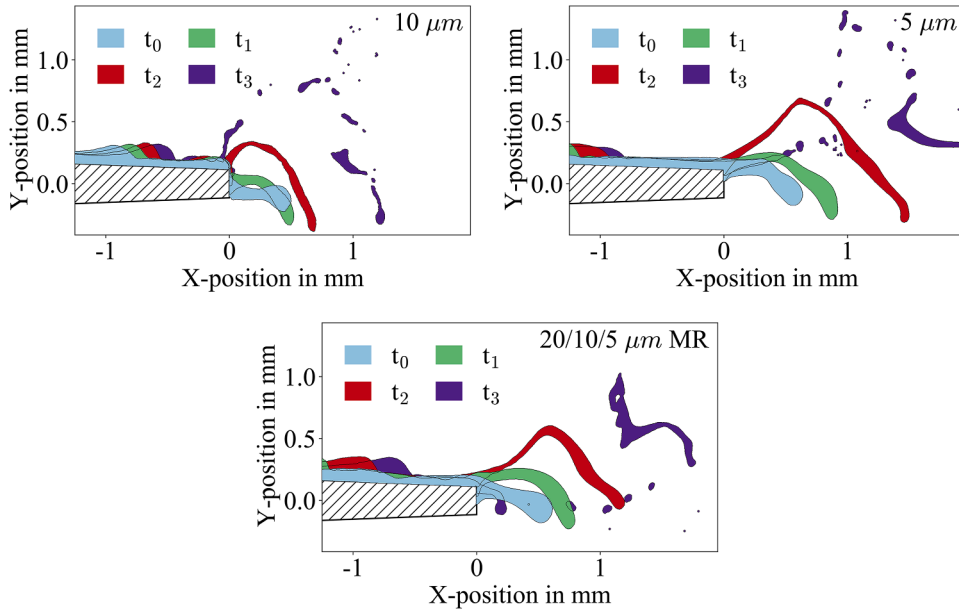 10 μm
t0 t1
t2 t3
Y-position in mm
1.0
0.5
0.0
-1 0 1
X-position in mm
5 μm
t0 t1
t2 t3
Y-position in mm
1.0
0.5
0.0
-1 0 1
X-position in mm
20/10/5 μm MR
t0 t1
t2 t3
Y-position in mm
1.0
0.5
0.0
-1 0 1
X-position in mm